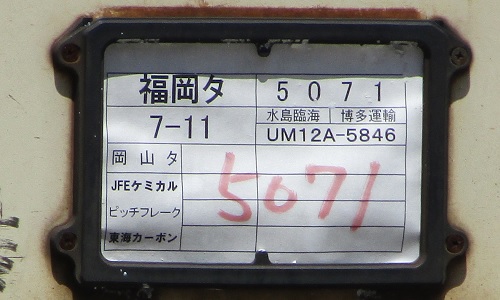 福岡タ 5071
7-11 水島臨海 博多運輸
UM12A-5846
岡山タ
JFEケミカル
ピッチフレーク
東海カーボン
5071